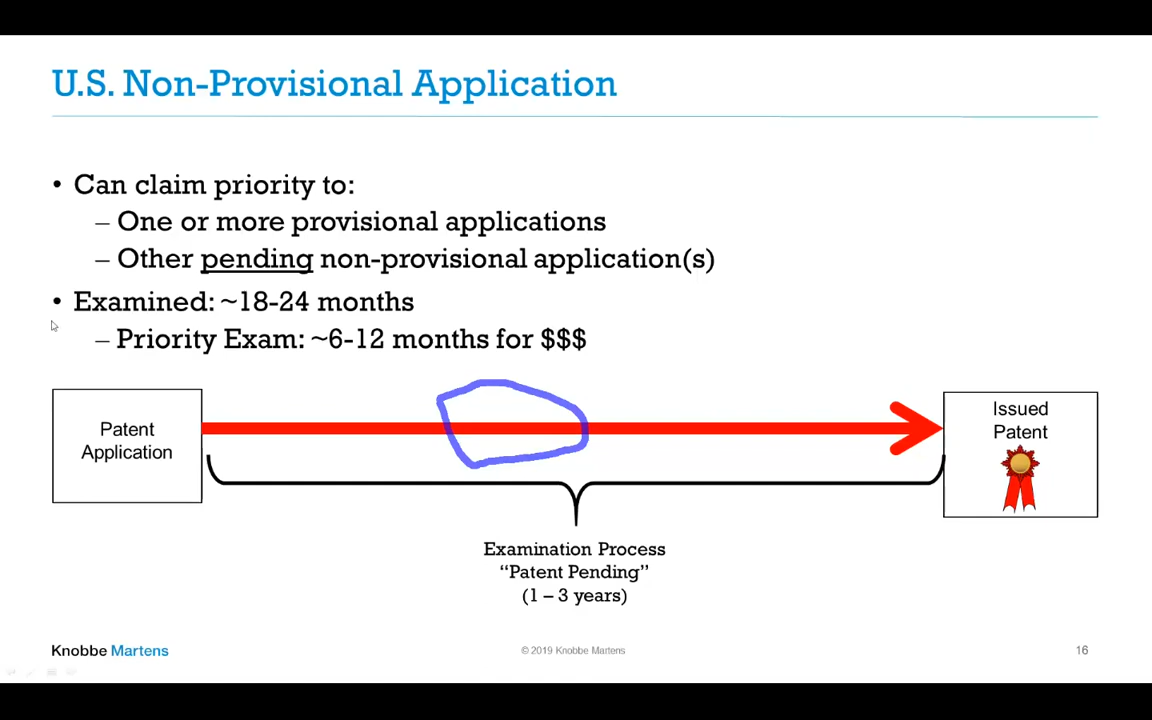 U.S. Non-Provisional Application
• Can claim priority to:
– One or more provisional applications
– Other pending non-provisional application(s)
• Examined: ~18-24 months
– Priority Exam: ~6-12 months for $$$
Patent
Application
Issued
Patent
Examination Process
“Patent Pending”
(1 – 3 years)
Knobbe Martens
© 2019 Knobbe Martens
16